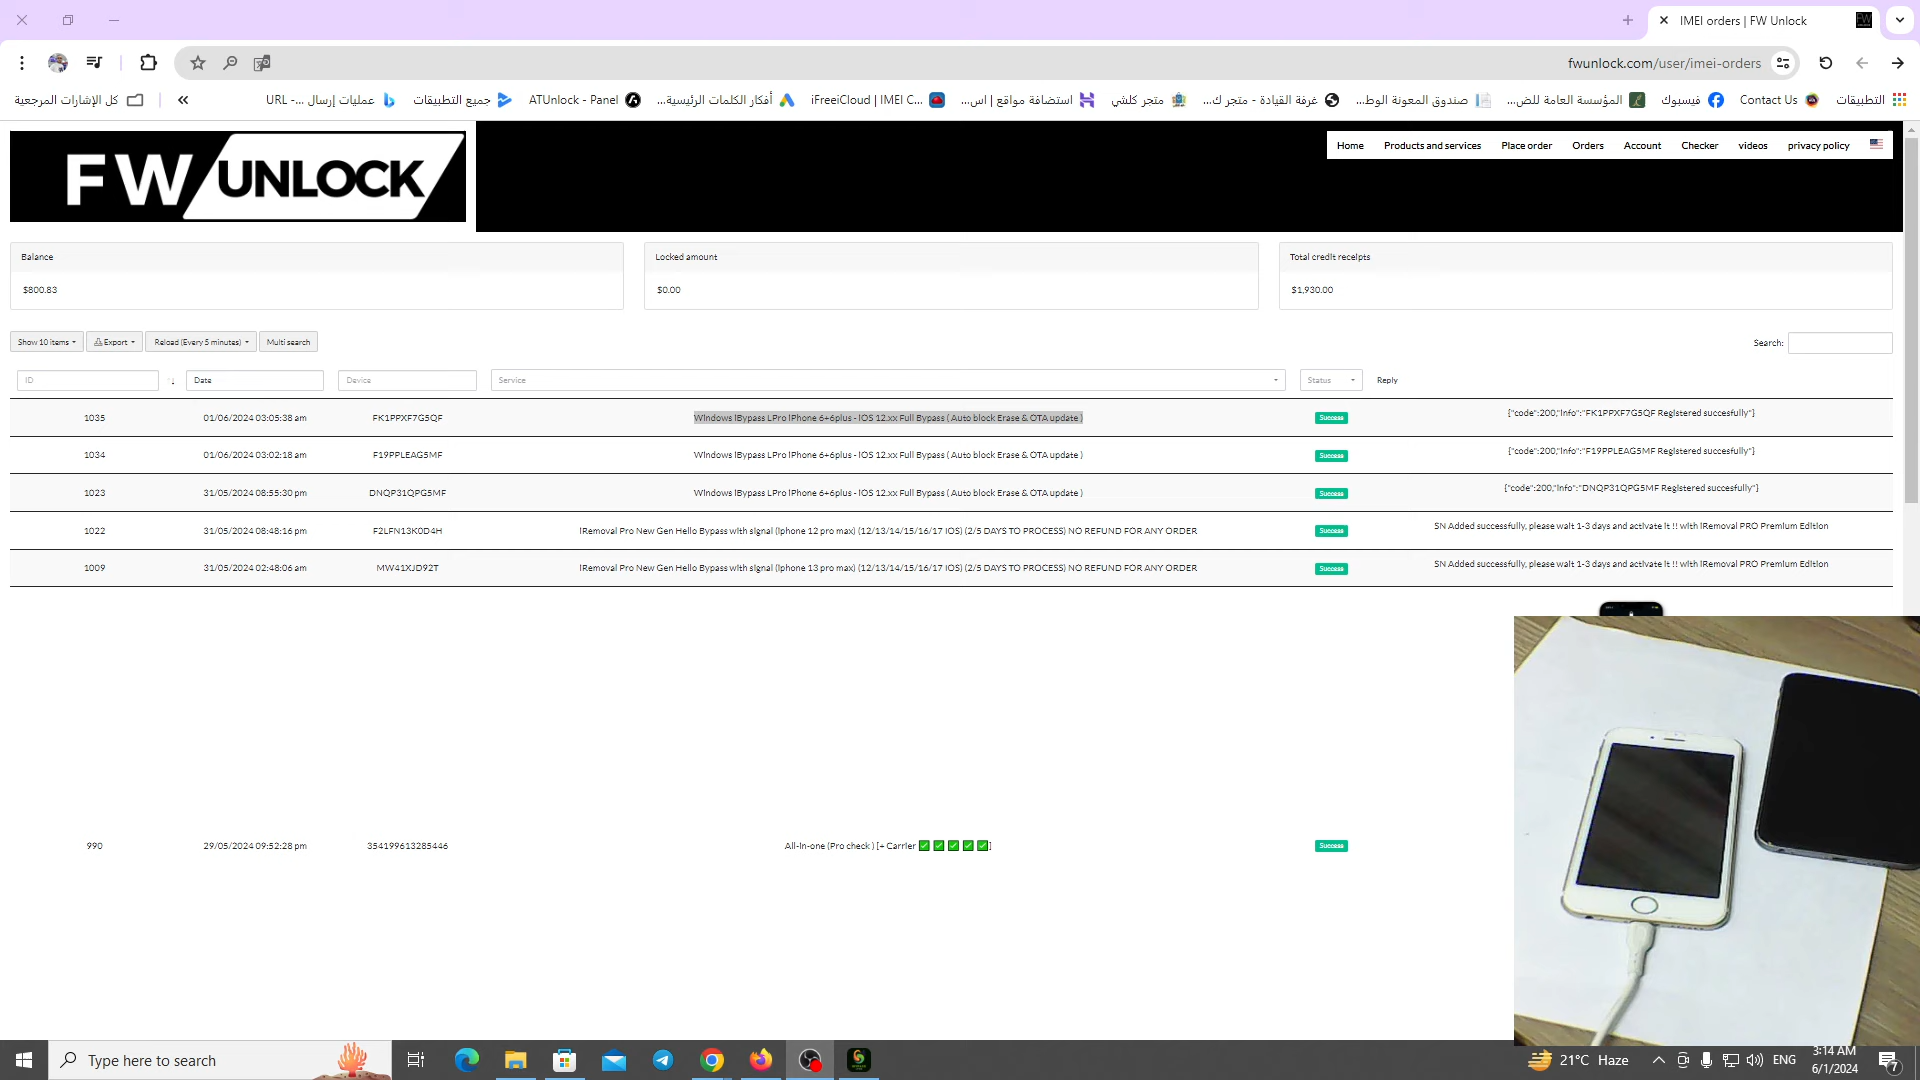 IMEI orders | FW Unlock
fwunlock.com/user/imei-orders
كل الإشارات المرجعية
عمليات إرسال URL -...
جميع التطبيقات
ATUnlock - Panel
أفكار الكلمات الرئيسية...
iFreeiCloud | IMEI C...
استضافة مواقع | اس...
متجر كلشي
غرفة القيادة - متجر ك...
صندوق المعونة الوط...
المؤسسة العامة للض...
فيسبوك
Contact Us
التطبيقات
FW UNLOCK
Home Products and services Place order Orders Account Checker videos privacy policy
Balance
$800.83
Locked amount
$0.00
Total credit receipts
$1,930.00
Show 10 items Export Reload (Every 5 minutes) Multi search
Search:
ID Date Device Service Status Reply
1035 01/06/2024 03:05:38 am FK1PPXF7G5QF Windows iBypass LPro iPhone 6+6plus - iOS 12.xx Full Bypass ( Auto block Erase & OTA update ) Success {"code":200,"info":"FK1PPXF7G5QF Registered succesfully"}
1034 01/06/2024 03:02:18 am F19PPLEAG5MF Windows iBypass LPro iPhone 6+6plus - iOS 12.xx Full Bypass ( Auto block Erase & OTA update ) Success {"code":200,"info":"F19PPLEAG5MF Registered succesfully"}
1023 31/05/2024 08:55:30 pm DNQP31QPG5MF Windows iBypass LPro iPhone 6+6plus - iOS 12.xx Full Bypass ( Auto block Erase & OTA update ) Success {"code":200,"info":"DNQP31QPG5MF Registered succesfully"}
1022 31/05/2024 08:48:16 pm F2LFN13K0D4H iRemoval Pro New Gen Hello Bypass with signal (iphone 12 pro max) (12/13/14/15/16/17 IOS) (2/5 DAYS TO PROCESS) NO REFUND FOR ANY ORDER Success SN Added successfully, please wait 1-3 days and activate it !! with iRemoval PRO Premium Edition
1009 31/05/2024 02:48:06 am MW41XJD92T iRemoval Pro New Gen Hello Bypass with signal (iphone 13 pro max) (12/13/14/15/16/17 IOS) (2/5 DAYS TO PROCESS) NO REFUND FOR ANY ORDER Success SN Added successfully, please wait 1-3 days and activate it !! with iRemoval PRO Premium Edition
990 29/05/2024 09:52:28 pm 354199613285446 All-in-one (Pro check ) [+ Carrier ✅ ✅ ✅ ✅ ✅] Success
Type here to search
21°C Haze
ENG
3:14 AM
6/1/2024
7